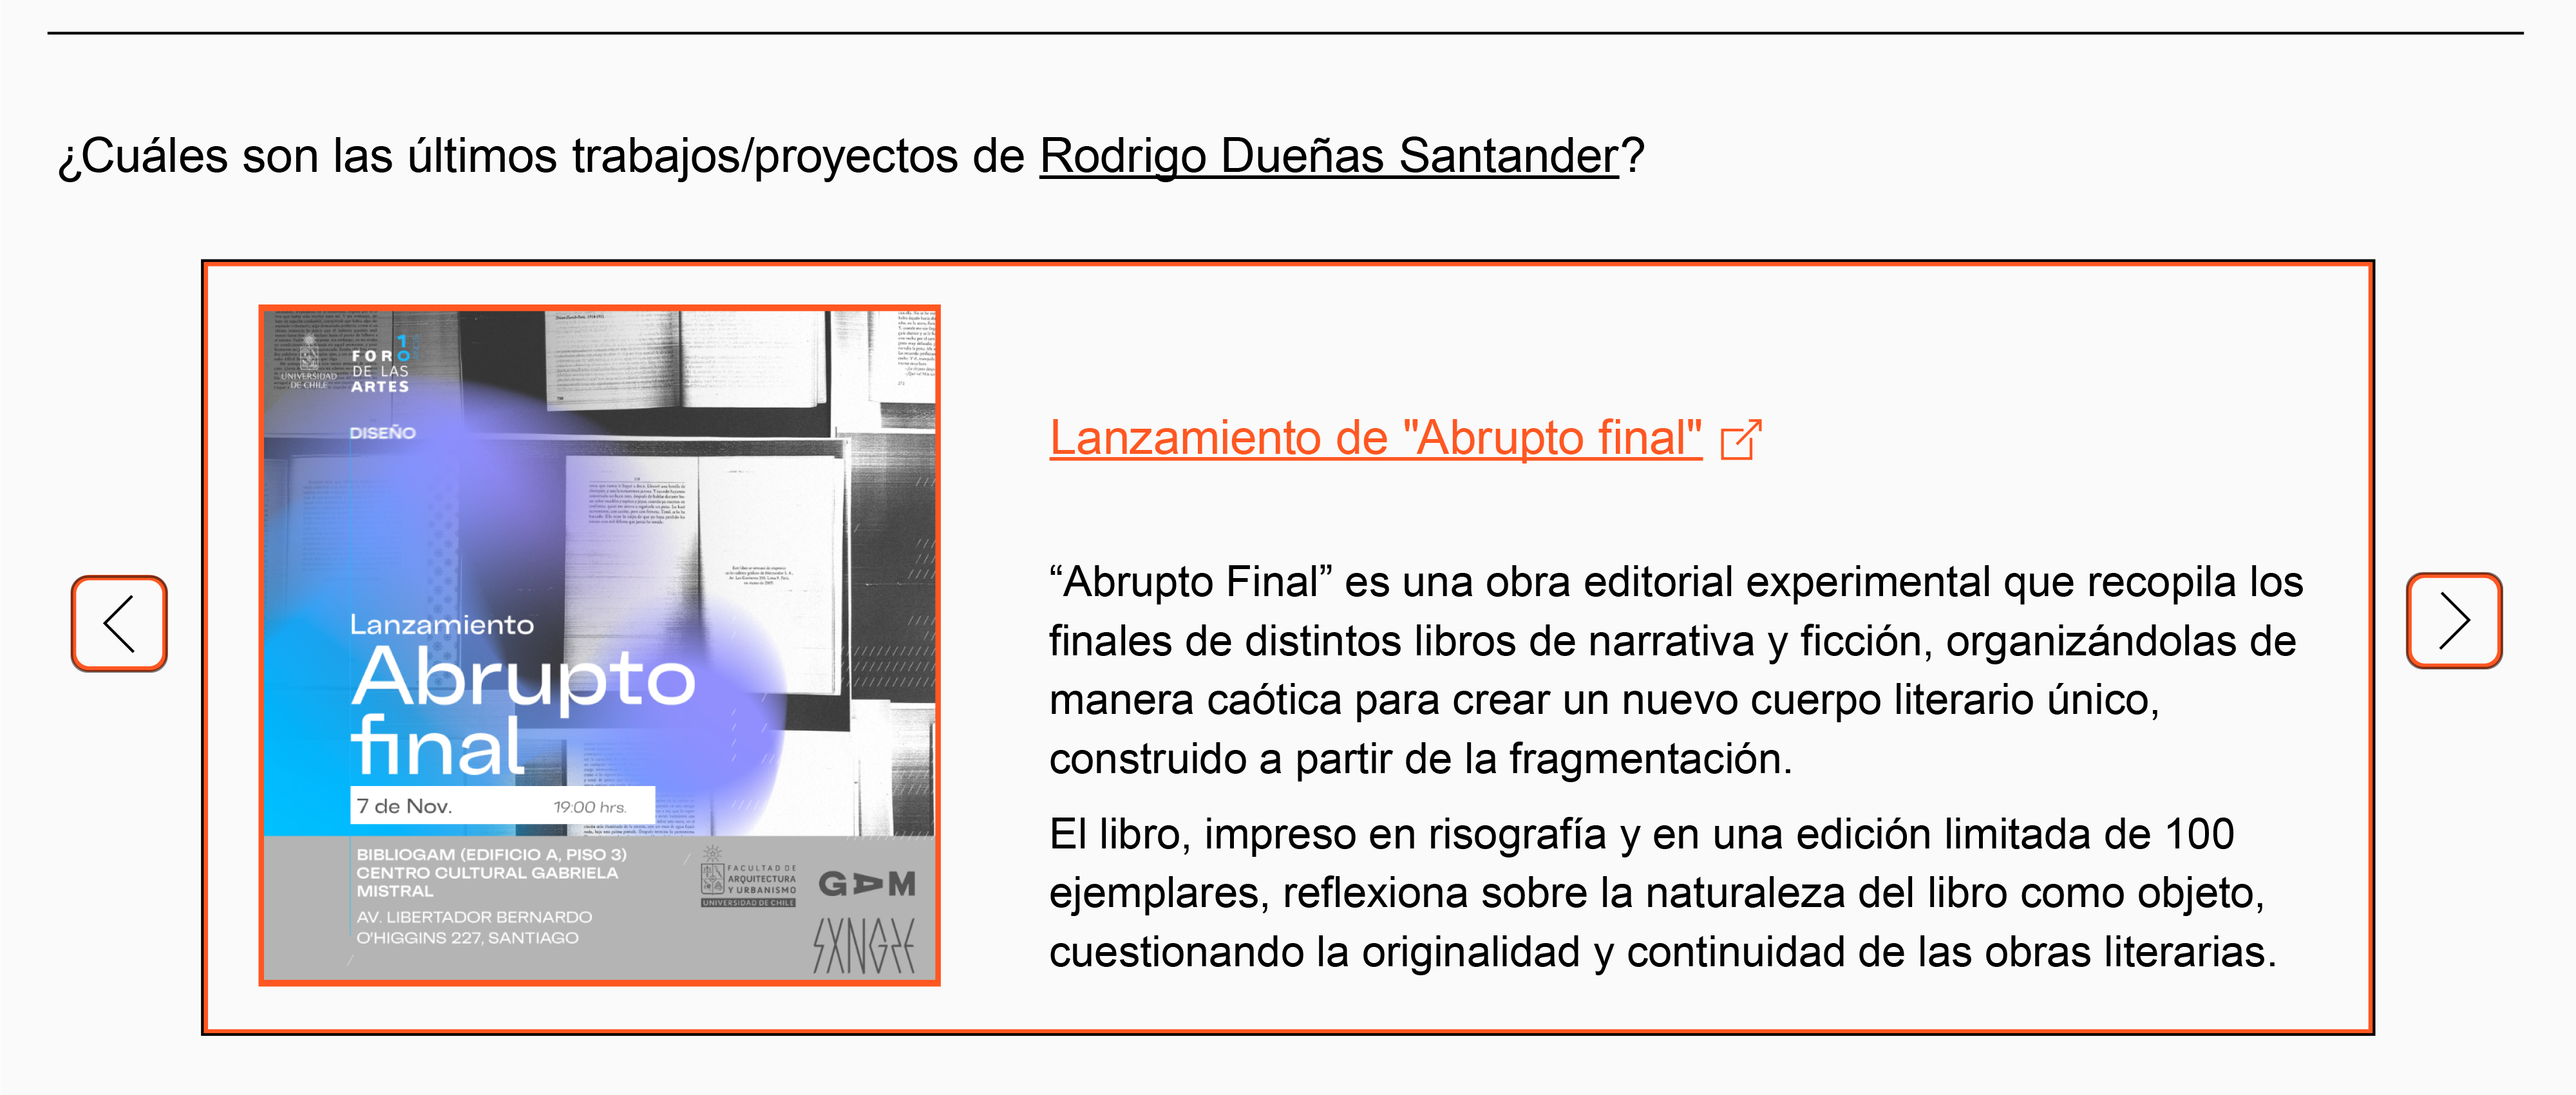 ¿Cuáles son las últimos trabajos/proyectos de Rodrigo Dueñas Santander?
UNIVERSIDAD
DE CHILE
10
FORO
DE LAS
ARTES
DISEÑO
Lanzamiento
Abrupto
final
7 de Nov. 19:00 hrs.
BIBLIOGAM (EDIFICIO A, PISO 3)
CENTRO CULTURAL GABRIELA
MISTRAL
AV. LIBERTADOR BERNARDO
O'HIGGINS 227, SANTIAGO
FACULTAD DE
ARQUITECTURA
Y URBANISMO
UNIVERSIDAD DE CHILE
GAM
Lanzamiento de "Abrupto final"
“Abrupto Final” es una obra editorial experimental que recopila los
finales de distintos libros de narrativa y ficción, organizándolas de
manera caótica para crear un nuevo cuerpo literario único,
construido a partir de la fragmentación.
El libro, impreso en risografía y en una edición limitada de 100
ejemplares, reflexiona sobre la naturaleza del libro como objeto,
cuestionando la originalidad y continuidad de las obras literarias.